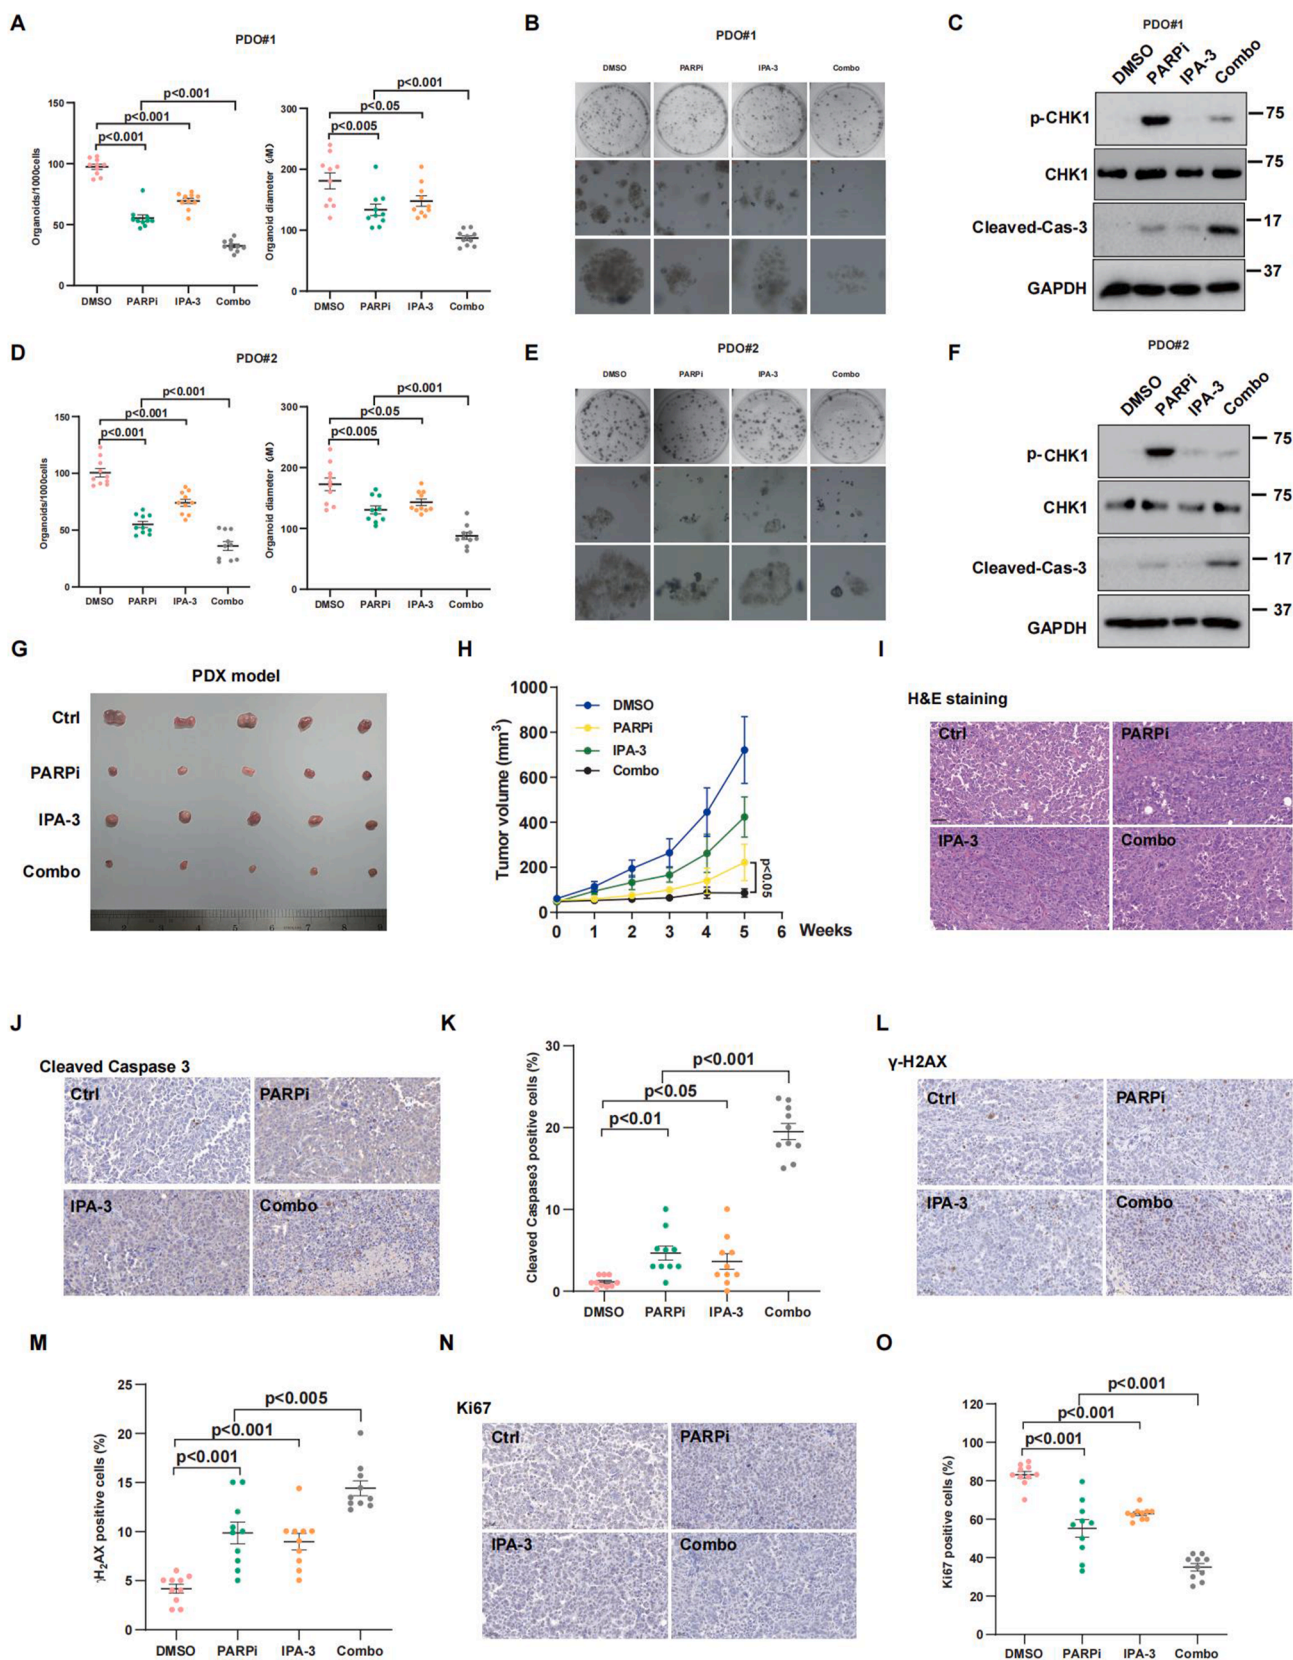 A
PDO#1
p<0.001
p<0.001
p<0.001
150
100
50
0
Organoids/1000cells
DMSO PARPi IPA-3 Combo
p<0.001
p<0.05
p<0.005
300
200
100
0
Organoid diameter (µM)
DMSO PARPi IPA-3 Combo
B
PDO#1
DMSO PARPi IPA-3 Combo
C
PDO#1
DMSO PARPi IPA-3 Combo
p-CHK1 75
CHK1 75
Cleaved-Cas-3 17
GAPDH 37
D
PDO#2
p<0.001
p<0.001
p<0.001
150
100
50
0
Organoids/1000cells
DMSO PARPi IPA-3 Combo
p<0.001
p<0.05
p<0.005
300
200
100
0
Organoid diameter (µM)
DMSO PARPi IPA-3 Combo
E
PDO#2
DMSO PARPi IPA-3 Combo
F
PDO#2
DMSO PARPi IPA-3 Combo
p-CHK1 75
CHK1 75
Cleaved-Cas-3 17
GAPDH 37
G
PDX model
Ctrl
PARPi
IPA-3
Combo
2 3 4 5 6 7 8 9
H
1000
800
600
400
200
0
Tumor volume (mm³)
DMSO
PARPi
IPA-3
Combo
p<0.05
0 1 2 3 4 5 6 Weeks
I
H&E staining
Ctrl PARPi
IPA-3 Combo
J
Cleaved Caspase 3
Ctrl PARPi
IPA-3 Combo
K
30
20
10
0
Cleaved Caspase3 positive cells (%)
p<0.001
p<0.05
p<0.01
DMSO PARPi IPA-3 Combo
L
γ-H2AX
Ctrl PARPi
IPA-3 Combo
M
25
20
15
10
5
0
γH₂AX positive cells (%)
p<0.005
p<0.001
p<0.001
DMSO PARPi IPA-3 Combo
N
Ki67
Ctrl PARPi
IPA-3 Combo
O
120
100
80
60
40
20
0
Ki67 positive cells (%)
p<0.001
p<0.001
p<0.001
DMSO PARPi IPA-3 Combo